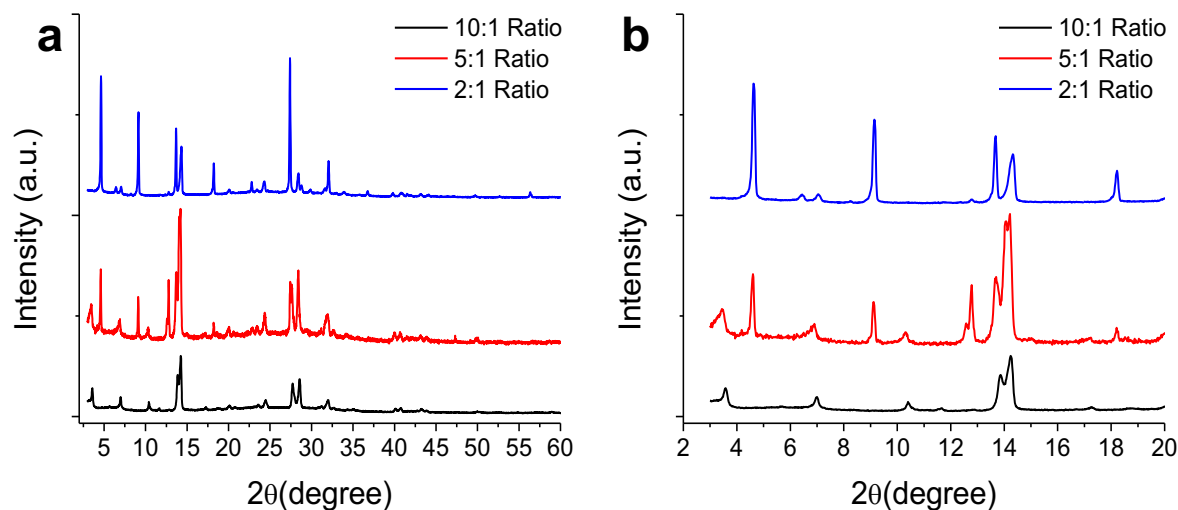 a
10:1 Ratio
5:1 Ratio
2:1 Ratio
Intensity (a.u.)
5 10 15 20 25 30 35 40 45 50 55 60
2θ(degree)
b
10:1 Ratio
5:1 Ratio
2:1 Ratio
Intensity (a.u.)
2 4 6 8 10 12 14 16 18 20
2θ(degree)